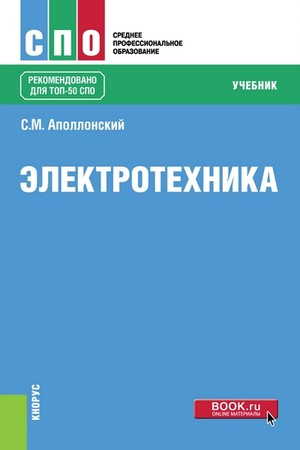 СПО
СРЕДНЕЕ
ПРОФЕССИОНАЛЬНОЕ
ОБРАЗОВАНИЕ
РЕКОМЕНДОВАНО
ДЛЯ ТОП-50 СПО
УЧЕБНИК
С.М. Аполлонский
ЭЛЕКТРОТЕХНИКА
КНОРУС
BOOK.ru
ONLINE МАТЕРИАЛЫ